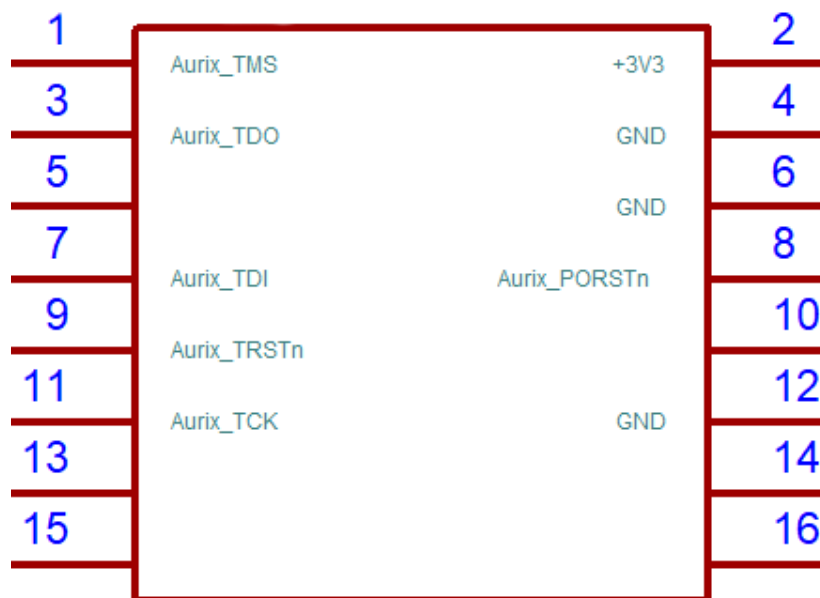 1 2
Aurix_TMS +3V3
3 4
Aurix_TDO GND
5 6
GND
7 8
Aurix_TDI Aurix_PORSTn
9 10
Aurix_TRSTn
11 12
Aurix_TCK GND
13 14
15 16